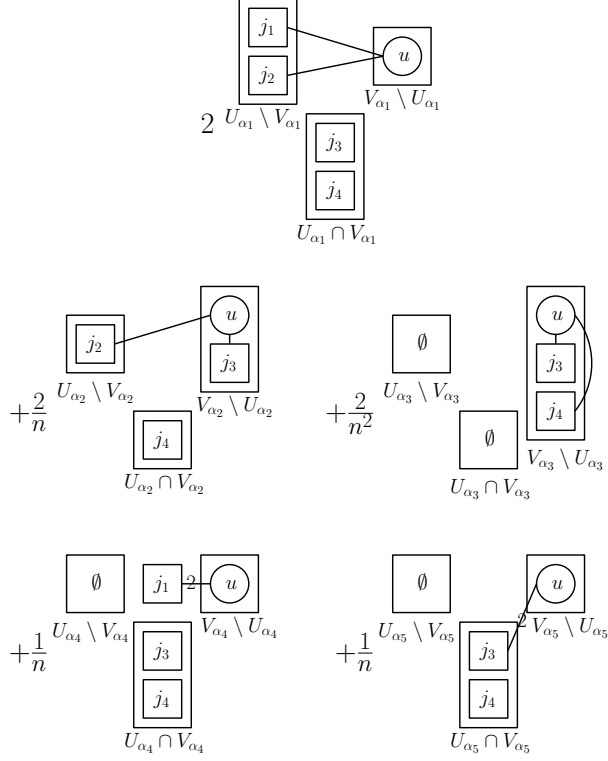 j₁
j₂
u
V_{α₁} \ U_{α₁}
2
U_{α₁} \ V_{α₁}
j₃
j₄
U_{α₁} ∩ V_{α₁}
+2/n
j₂
U_{α₂} \ V_{α₂}
u
j₃
V_{α₂} \ U_{α₂}
j₄
U_{α₂} ∩ V_{α₂}
+2/n²
∅
U_{α₃} \ V_{α₃}
u
j₃
j₄
V_{α₃} \ U_{α₃}
∅
U_{α₃} ∩ V_{α₃}
+1/n
∅
U_{α₄} \ V_{α₄}
j₁
2
u
V_{α₄} \ U_{α₄}
j₃
j₄
U_{α₄} ∩ V_{α₄}
+1/n
∅
U_{α₅} \ V_{α₅}
u
2
V_{α₅} \ U_{α₅}
j₃
j₄
U_{α₅} ∩ V_{α₅}